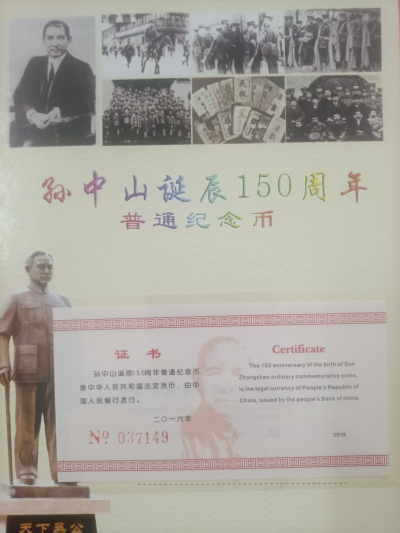 孙中山诞辰150周年
普通纪念币
证书
孙中山诞辰150周年普通纪念币
是中华人民共和国法定货币，由中
国人民银行发行。
二〇一六年
№ 037149
Certificate
The 150 anniversary of the birth of Sun
Zhongshan ordinary commemorative coins,
is the legal currency of People's Republic of
China, issued by the people's Bank of china.
2016
天下為公